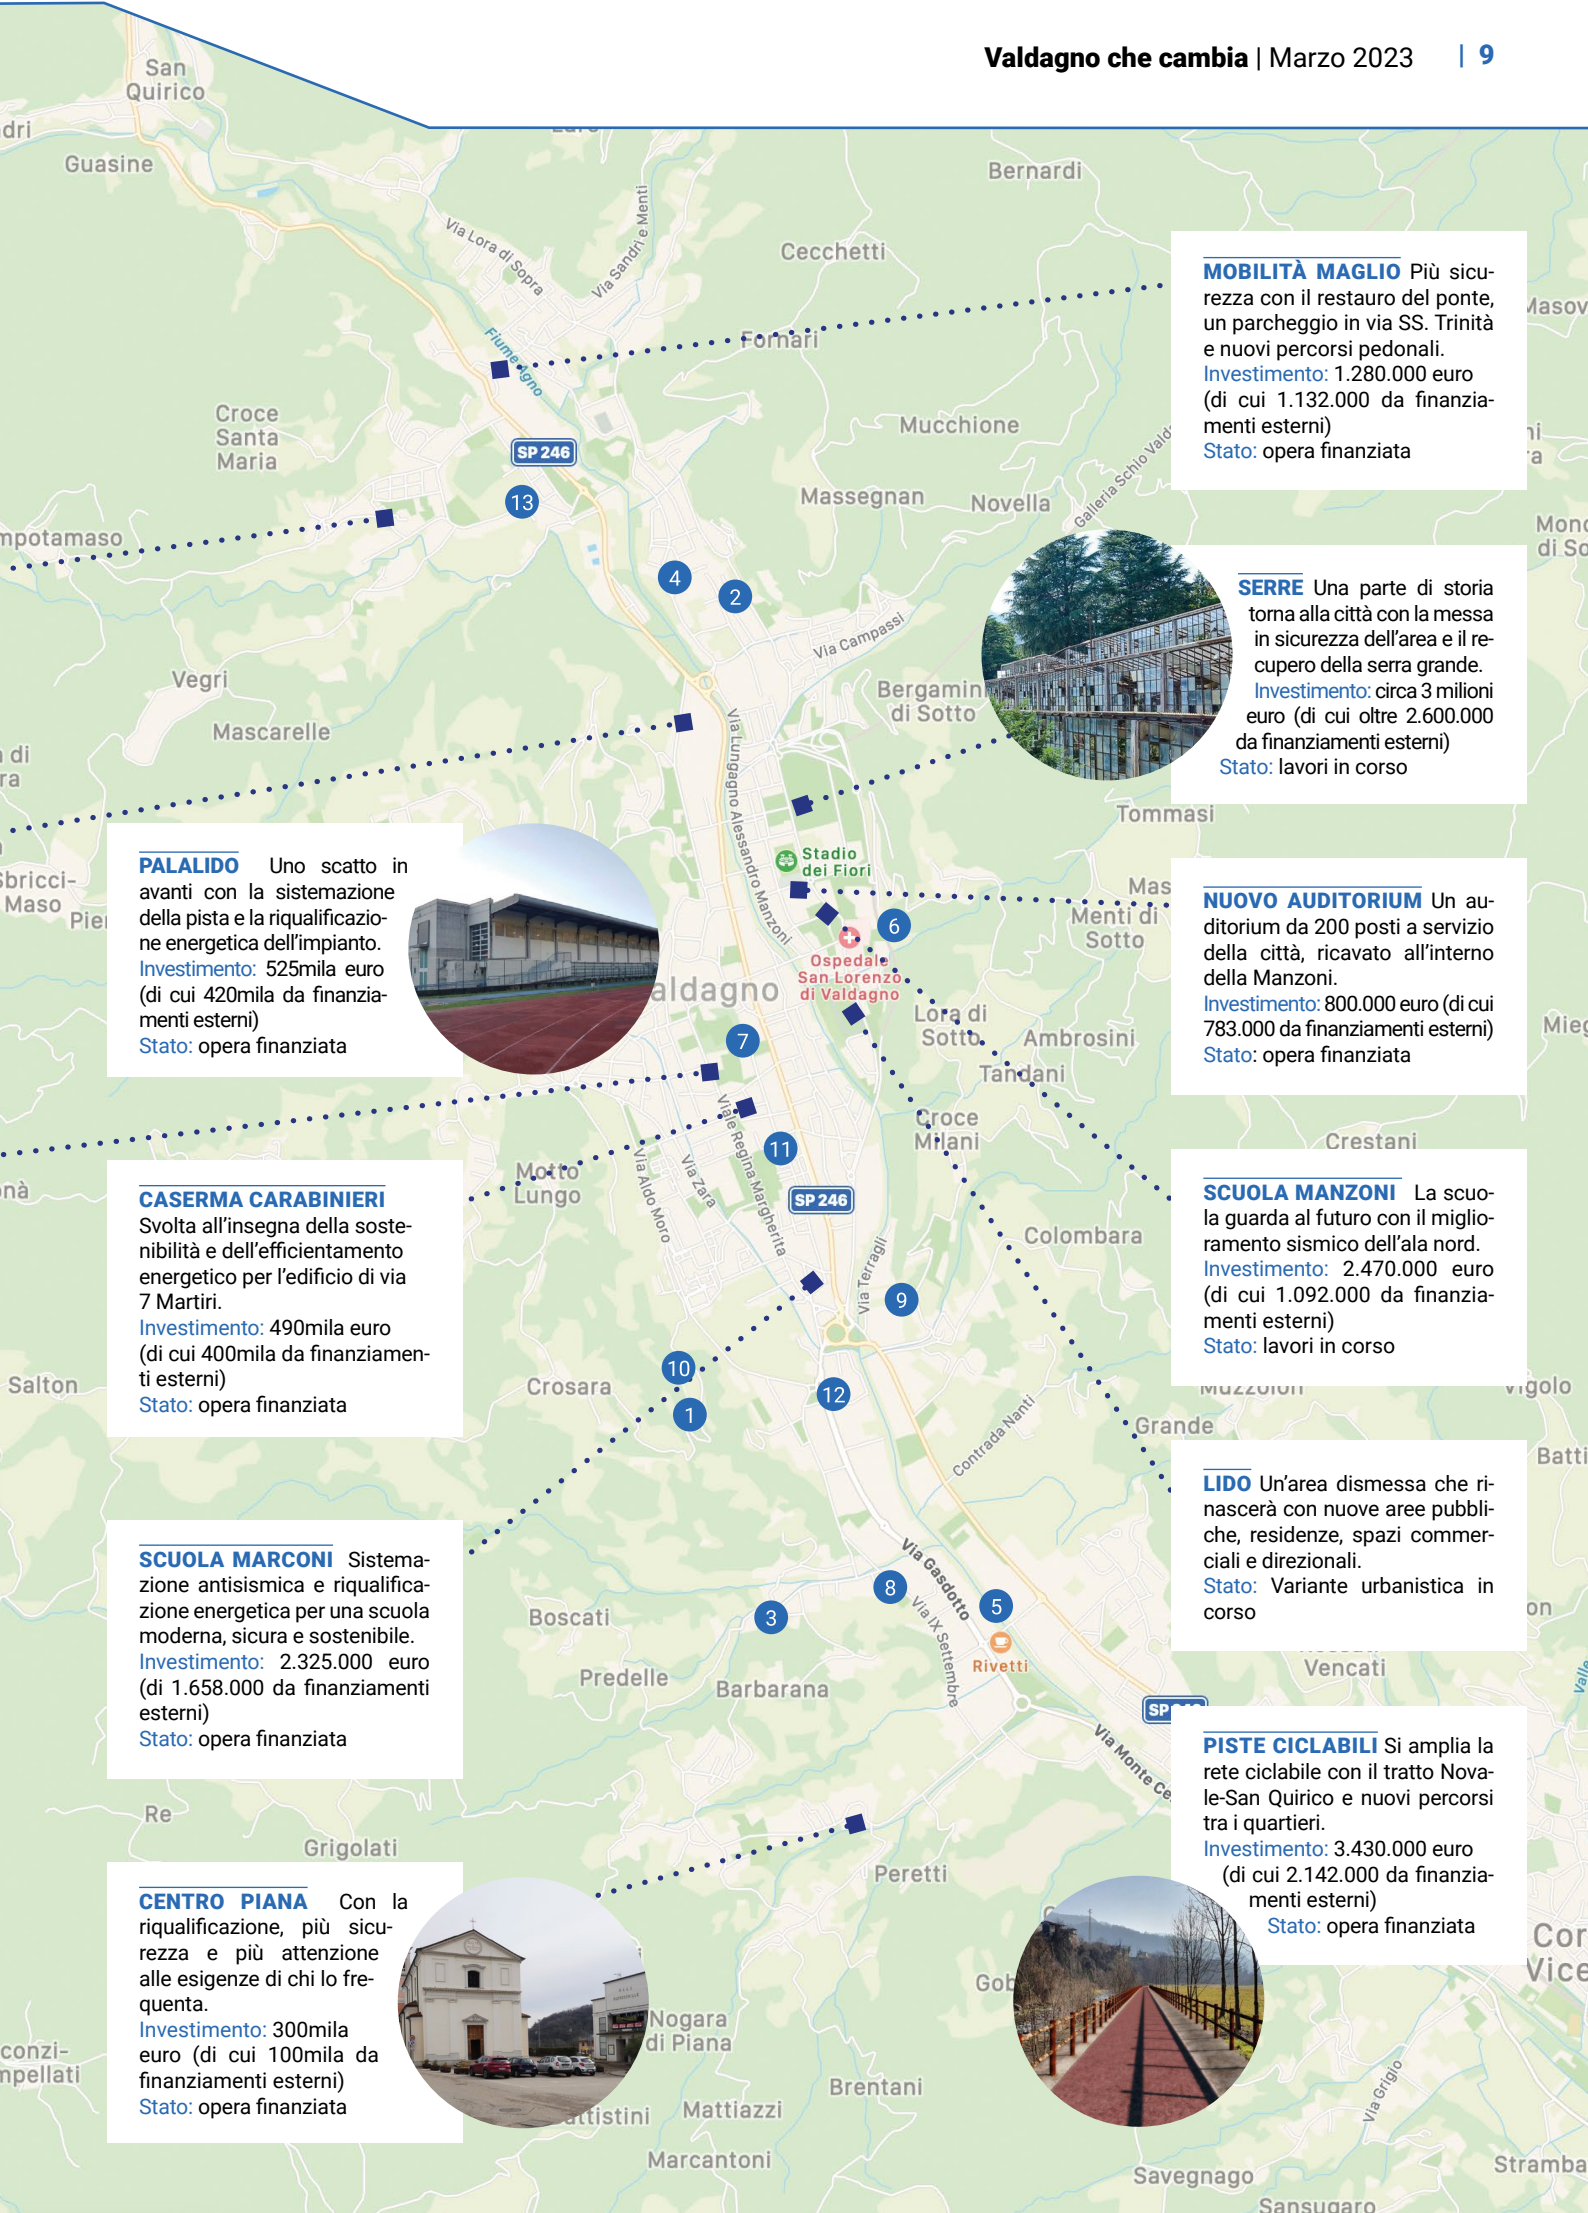 Valdagno che cambia | Marzo 2023 | 9
San
Quirico
Guasine
Via Lora di Sopra
Via Sandri e Menti
Bernardi
Cecchetti
Fornari
Fiume Agno
Croce
Santa
Maria
SP 246
13
Mucchione
Massegnan
Novella
Galleria Schio Vald
4
2
Via Campassi
Vegri
Mascarelle
Bergamin
di Sotto
Via Lungagno Alessandro Manzoni
Tommasi
Stadio
dei Fiori
6
Ospedale
San Lorenzo
di Valdagno
Menti di
Sotto
aldagno
Lora di
Sotto
Ambrosini
Tandani
7
Croce
Milani
Crestani
11
Viale Regina Margherita
Via Zara
Via Aldo Moro
Motto
Lungo
SP 246
Colombara
Via Terragli
9
10
1
12
Crosara
Salton
Contrada Nanti
Grande
Vigolo
Via Gasdotto
8
Via IX Settembre
5
Rivetti
3
Boscati
Predelle
Barbarana
Vencati
Via Monte Ce
Re
Grigolati
Peretti
Nogara
di Piana
Brentani
Mattiazzi
Marcantoni
Via Grigio
Savegnago
Sansugaro
MOBILITÀ MAGLIO Più sicu-
rezza con il restauro del ponte,
un parcheggio in via SS. Trinità
e nuovi percorsi pedonali.
Investimento: 1.280.000 euro
(di cui 1.132.000 da finanzia-
menti esterni)
Stato: opera finanziata
SERRE Una parte di storia
torna alla città con la messa
in sicurezza dell'area e il re-
cupero della serra grande.
Investimento: circa 3 milioni
euro (di cui oltre 2.600.000
da finanziamenti esterni)
Stato: lavori in corso
PALALIDO Uno scatto in
avanti con la sistemazione
della pista e la riqualificazio-
ne energetica dell'impianto.
Investimento: 525mila euro
(di cui 420mila da finanzia-
menti esterni)
Stato: opera finanziata
NUOVO AUDITORIUM Un au-
ditorium da 200 posti a servizio
della città, ricavato all'interno
della Manzoni.
Investimento: 800.000 euro (di cui
783.000 da finanziamenti esterni)
Stato: opera finanziata
CASERMA CARABINIERI
Svolta all'insegna della soste-
nibilità e dell'efficientamento
energetico per l'edificio di via
7 Martiri.
Investimento: 490mila euro
(di cui 400mila da finanziamen-
ti esterni)
Stato: opera finanziata
SCUOLA MANZONI La scuo-
la guarda al futuro con il miglio-
ramento sismico dell'ala nord.
Investimento: 2.470.000 euro
(di cui 1.092.000 da finanzia-
menti esterni)
Stato: lavori in corso
LIDO Un'area dismessa che ri-
nascerà con nuove aree pubbli-
che, residenze, spazi commer-
ciali e direzionali.
Stato: Variante urbanistica in
corso
SCUOLA MARCONI Sistema-
zione antisismica e riqualifica-
zione energetica per una scuola
moderna, sicura e sostenibile.
Investimento: 2.325.000 euro
(di 1.658.000 da finanziamenti
esterni)
Stato: opera finanziata
PISTE CICLABILI Si amplia la
rete ciclabile con il tratto Nova-
le-San Quirico e nuovi percorsi
tra i quartieri.
Investimento: 3.430.000 euro
(di cui 2.142.000 da finanzia-
menti esterni)
Stato: opera finanziata
CENTRO PIANA Con la
riqualificazione, più sicu-
rezza e più attenzione
alle esigenze di chi lo fre-
quenta.
Investimento: 300mila
euro (di cui 100mila da
finanziamenti esterni)
Stato: opera finanziata